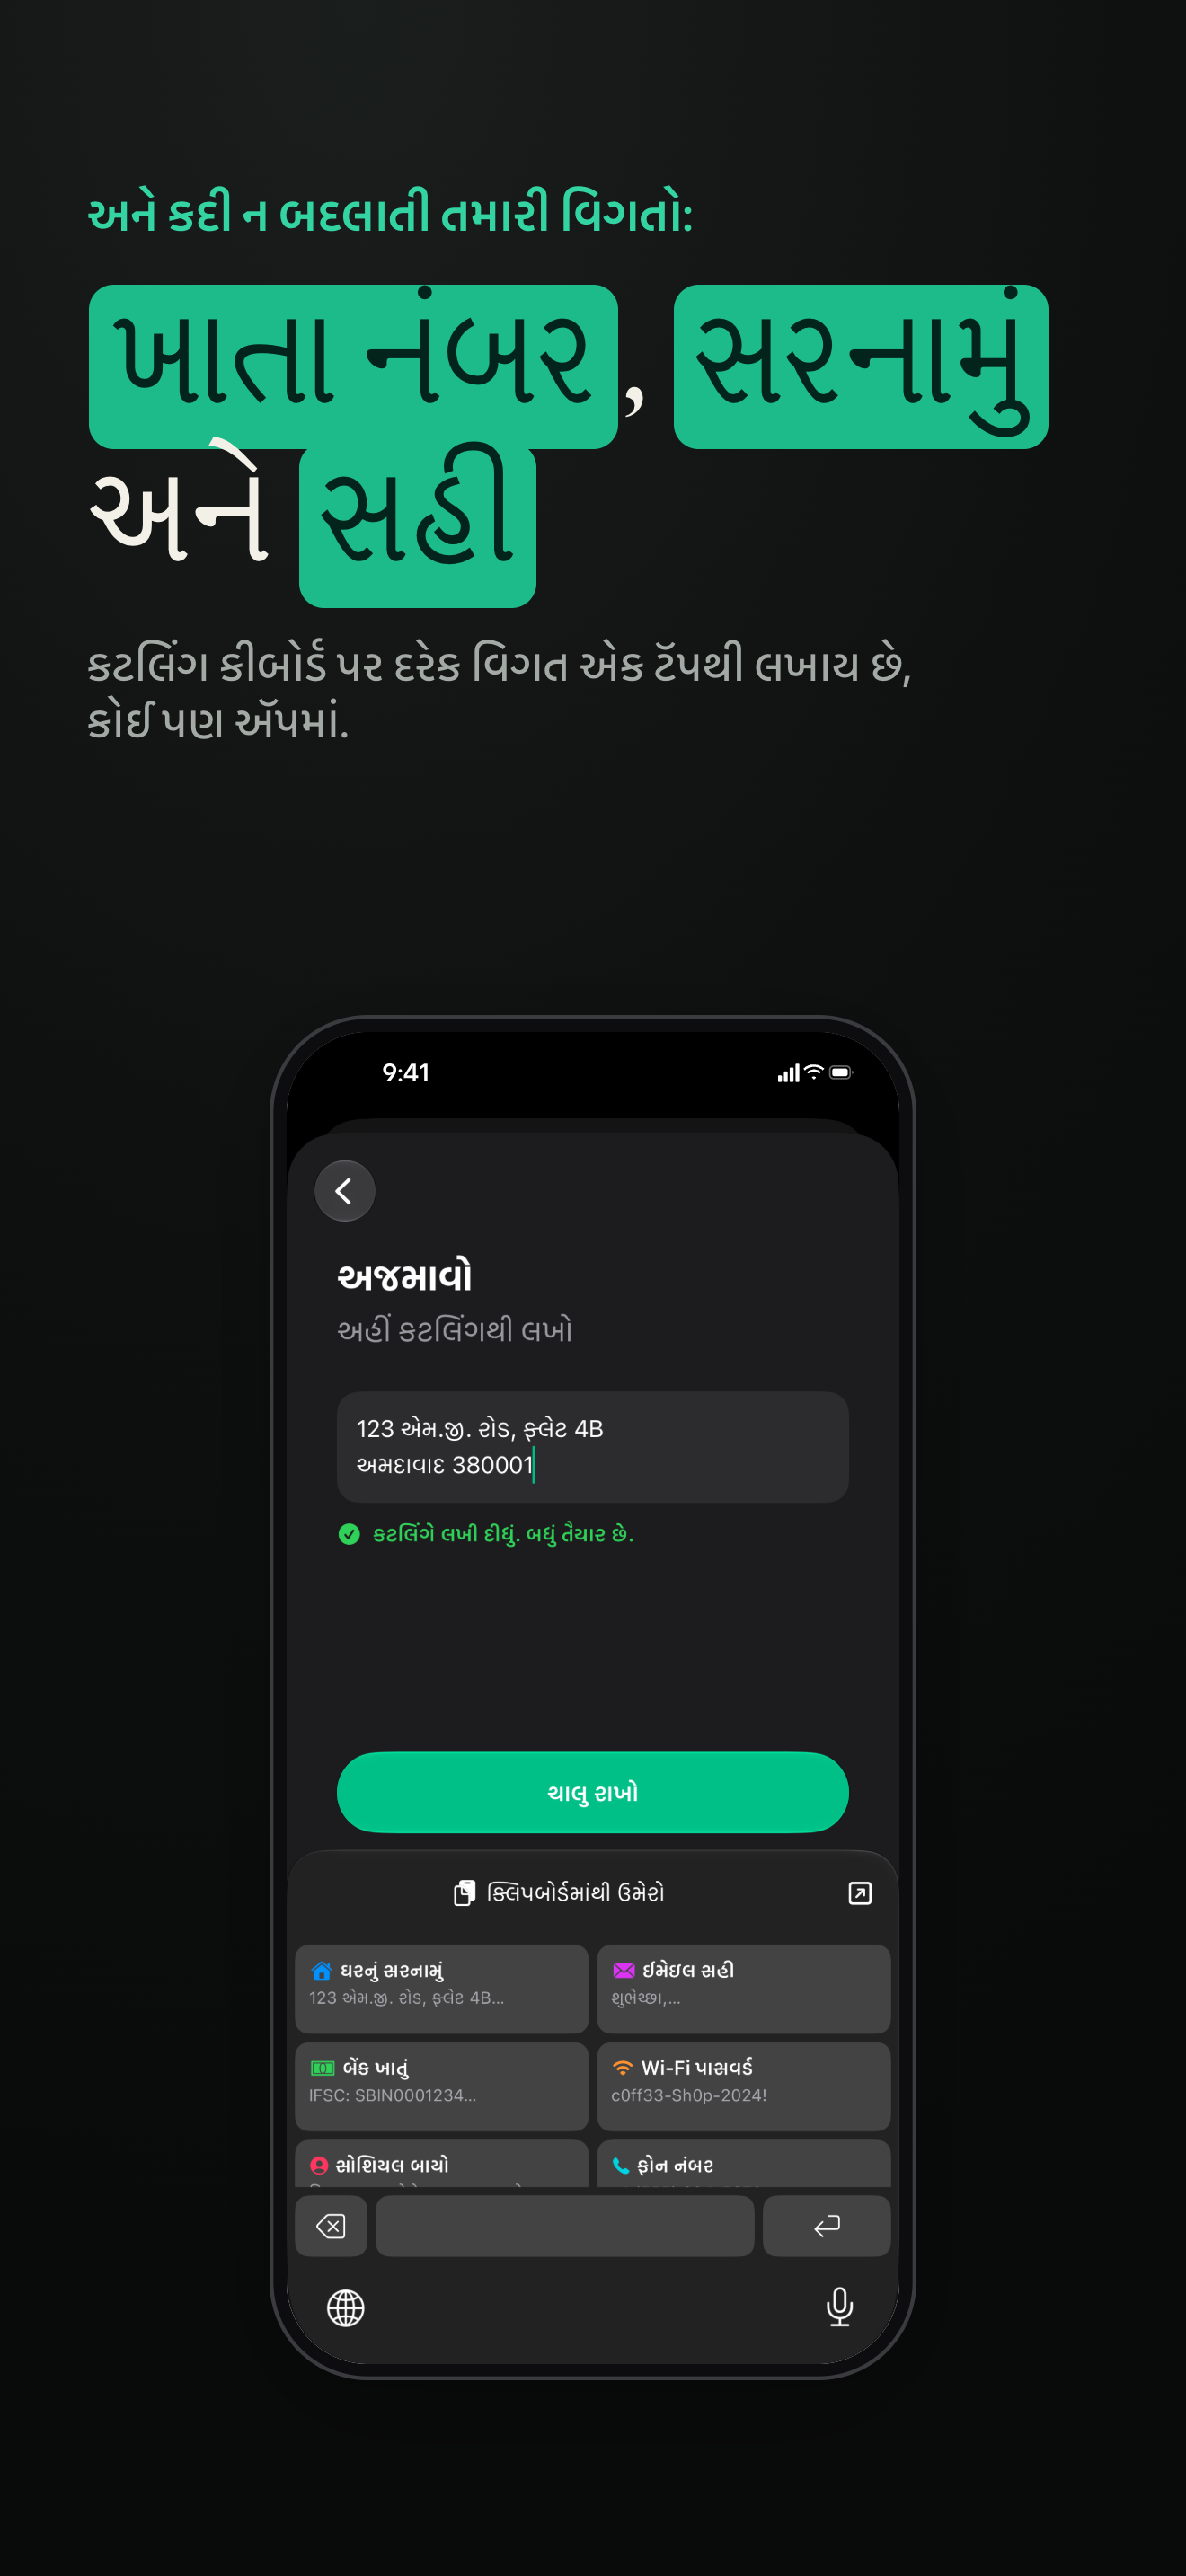 અને કદી ન બદલાતી તમારી વિગતો:
ખાતા નંબર, સરનામું
અને સહી
કટલિંગ કીબોર્ડ પર દરેક વિગત એક ટૅપથી લખાય છે,
કોઈ પણ ઍપમાં.
9:41
અજમાવો
અહીં કટલિંગથી લખો
123 એમ.જી. રોડ, ફ્લેટ 4B
અમદાવાદ 380001
કટલિંગે લખી દીધું. બધું તૈયાર છે.
ચાલુ રાખો
ક્લિપબોર્ડમાંથી ઉમેરો
ઘરનું સરનામું
123 એમ.જી. રોડ, ફ્લેટ 4B...
ઈમેઇલ સહી
શુભેચ્છા,...
બેંક ખાતું
IFSC: SBIN0001234...
Wi-Fi પાસવર્ડ
c0ff33-Sh0p-2024!
સોશિયલ બાયો
ફોન નંબર